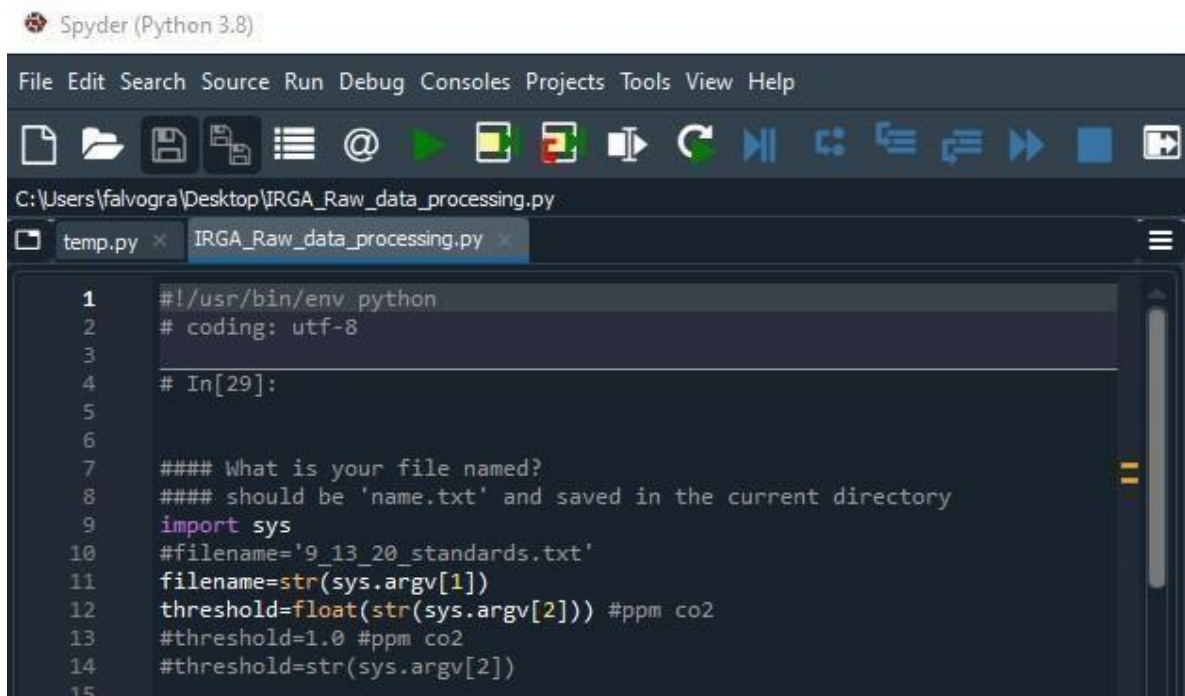 Spyder (Python 3.8)
File Edit Search Source Run Debug Consoles Projects Tools View Help
C:\Users\falvogra\Desktop\IRGA_Raw_data_processing.py
temp.py IRGA_Raw_data_processing.py
1 #!/usr/bin/env python
2 # coding: utf-8
3
4 # In[29]:
5
6
7 #### What is your file named?
8 #### should be 'name.txt' and saved in the current directory
9 import sys
10 #filename='9_13_20_standards.txt'
11 filename=str(sys.argv[1])
12 threshold=float(str(sys.argv[2])) #ppm co2
13 #threshold=1.0 #ppm co2
14 #threshold=str(sys.argv[2])
15